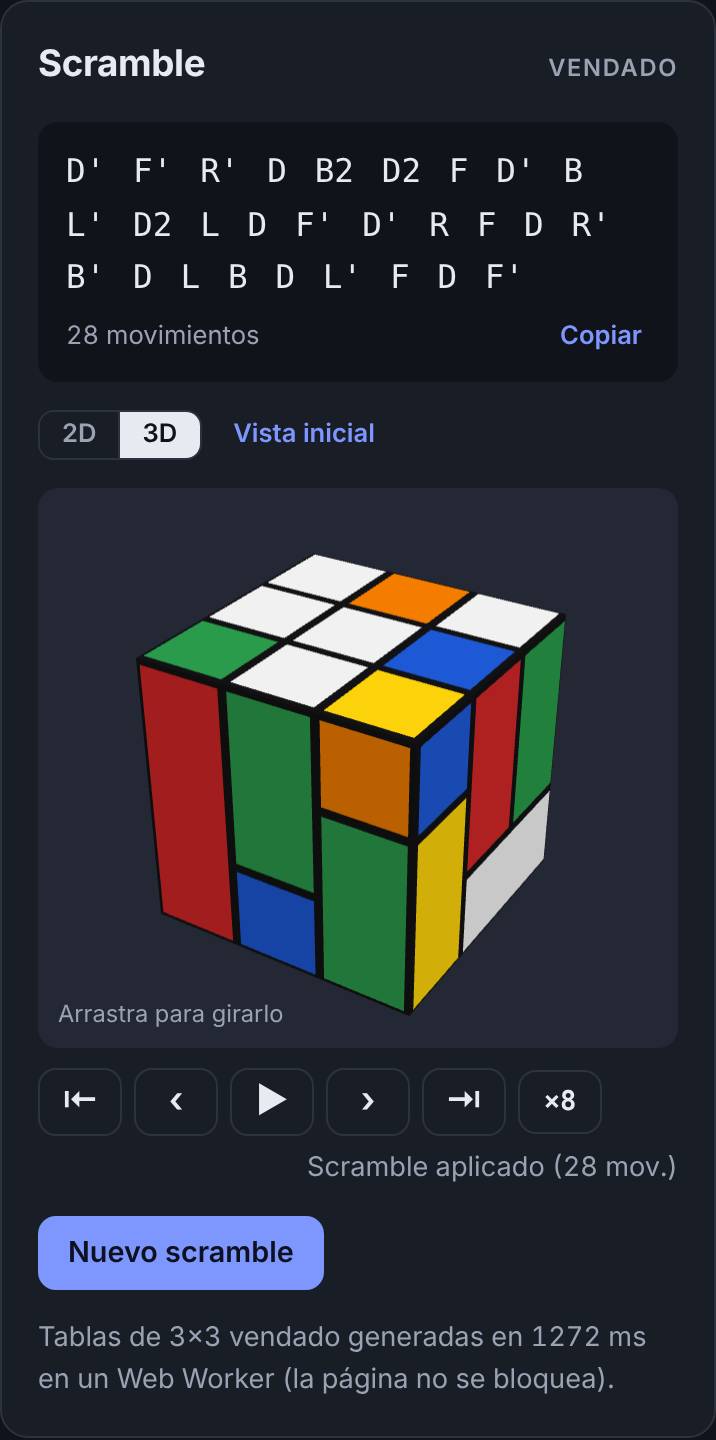 Scramble
VENDADO
D' F' R' D B2 D2 F D' B
L' D2 L D F' D' R F D R'
B' D L B D L' F D F'
28 movimientos
Copiar
2D 3D Vista inicial
Arrastra para girarlo
×8
Scramble aplicado (28 mov.)
Nuevo scramble
Tablas de 3×3 vendado generadas en 1272 ms
en un Web Worker (la página no se bloquea).